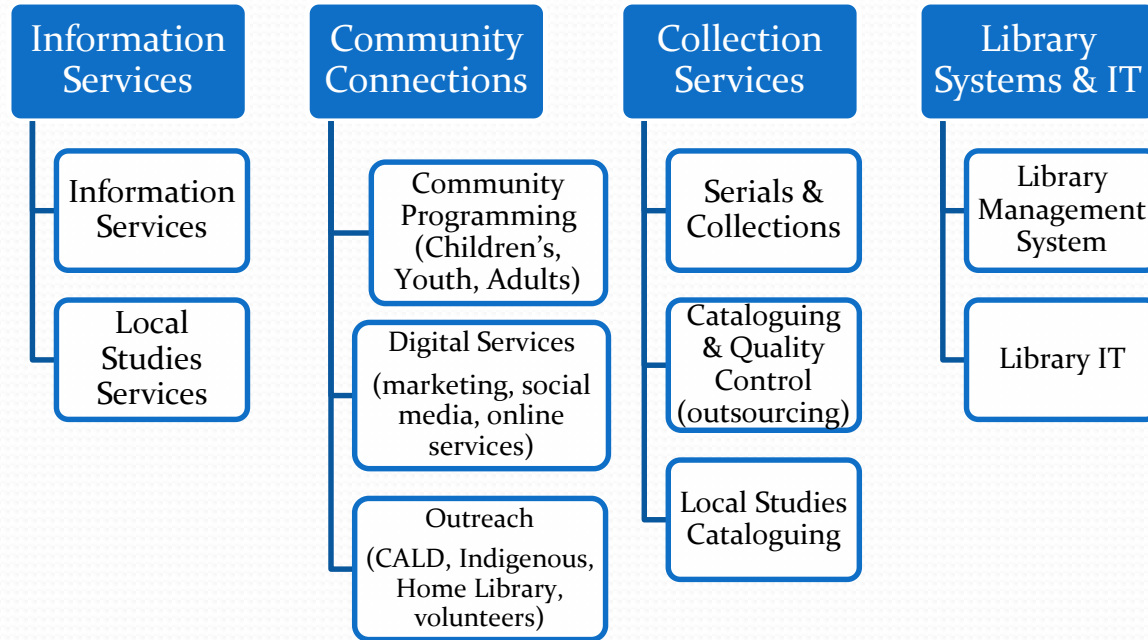 Information
Services
Information
Services
Local
Studies
Services
Community
Connections
Community
Programming
(Children's,
Youth, Adults)
Digital Services
(marketing, social
media, online
services)
Outreach
(CALD, Indigenous,
Home Library,
volunteers)
Collection
Services
Serials &
Collections
Cataloguing
& Quality
Control
(outsourcing)
Local Studies
Cataloguing
Library
Systems & IT
Library
Management
System
Library IT